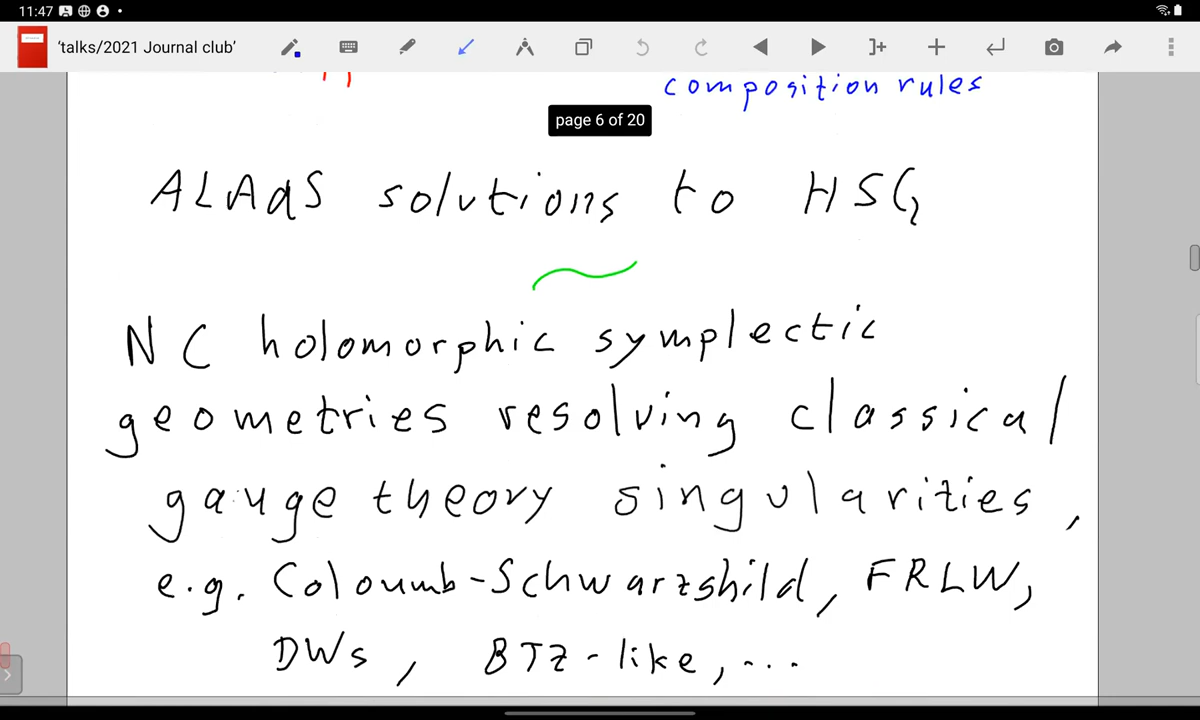 11:47
'talks/2021 Journal club'
composition rules
page 6 of 20
ALAdS solutions to HSG
NC holomorphic symplectic
geometries resolving classical
gauge theory singularities,
e.g. Coloumb-Schwarzshild, FRLW,
DWs, BTZ-like, ...